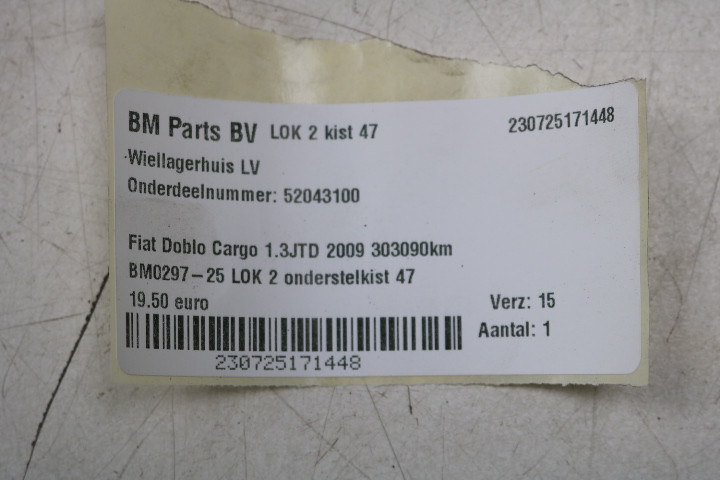 BM Parts BV LOK 2 kist 47 230725171448
Wiellagerhuis LV
Onderdeelnummer: 52043100
Fiat Doblo Cargo 1.3JTD 2009 303090km
BM0297-25 LOK 2 onderstelkist 47
19.50 euro Verz: 15
Aantal: 1
230725171448